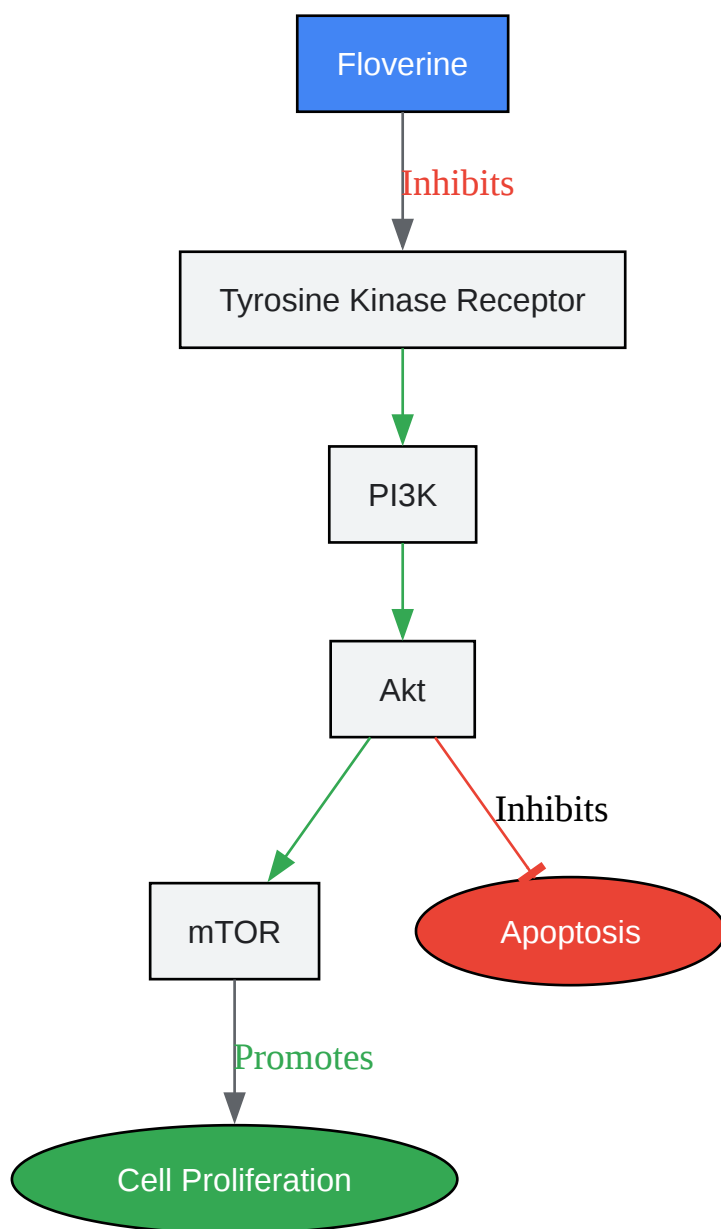 Floverine
Inhibits
Tyrosine Kinase Receptor
PI3K
Akt
Inhibits
mTOR
Apoptosis
Promotes
Cell Proliferation